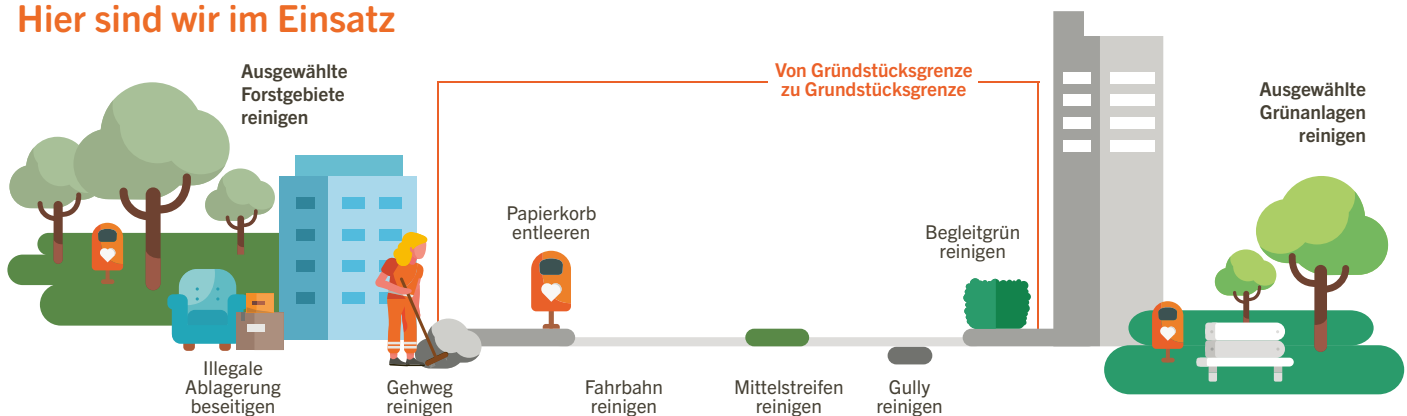 Hier sind wir im Einsatz
Ausgewählte
Forstgebiete
reinigen
Von Gründstücksgrenze
zu Grundstücksgrenze
Ausgewählte
Grünanlagen
reinigen
Papierkorb
entleeren
Begleitgrün
reinigen
Illegale
Ablagerung
beseitigen
Gehweg
reinigen
Fahrbahn
reinigen
Mittelstreifen
reinigen
Gully
reinigen